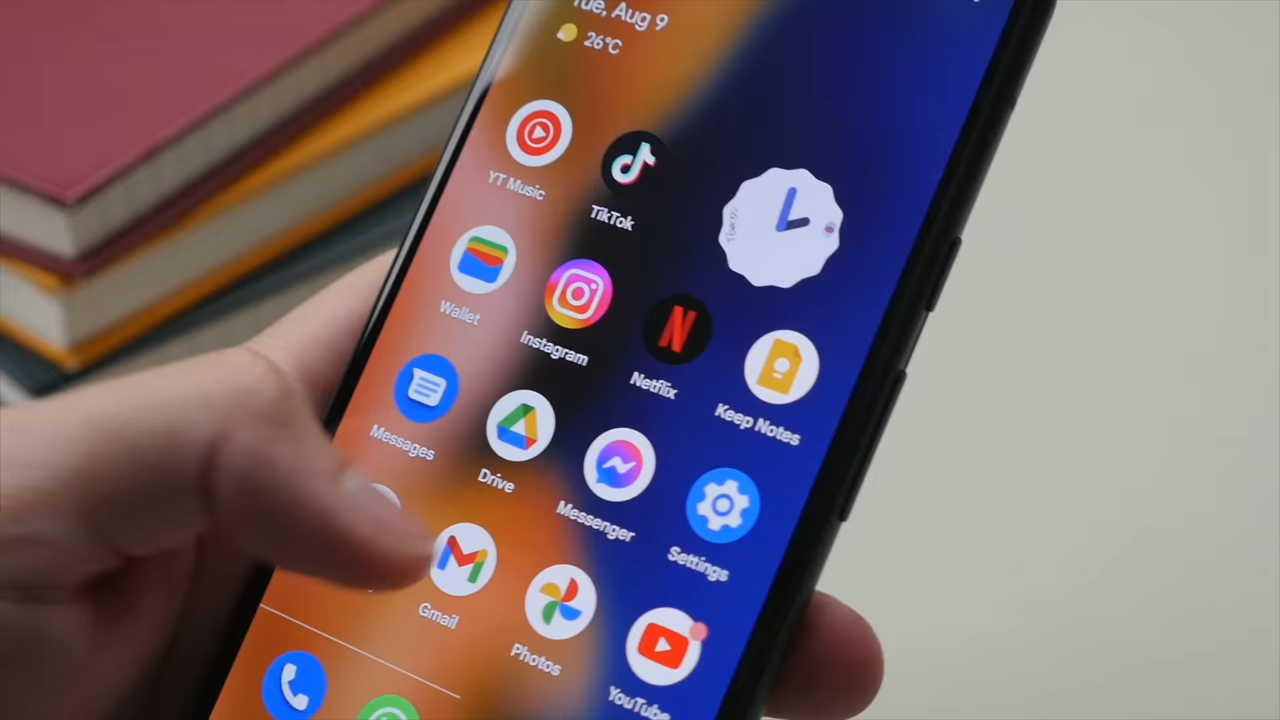 Tue, Aug 9
26°C
YT Music
TikTok
Wallet
Instagram
Netflix
Keep Notes
Messages
Drive
Messenger
Settings
Gmail
Photos
YouTube